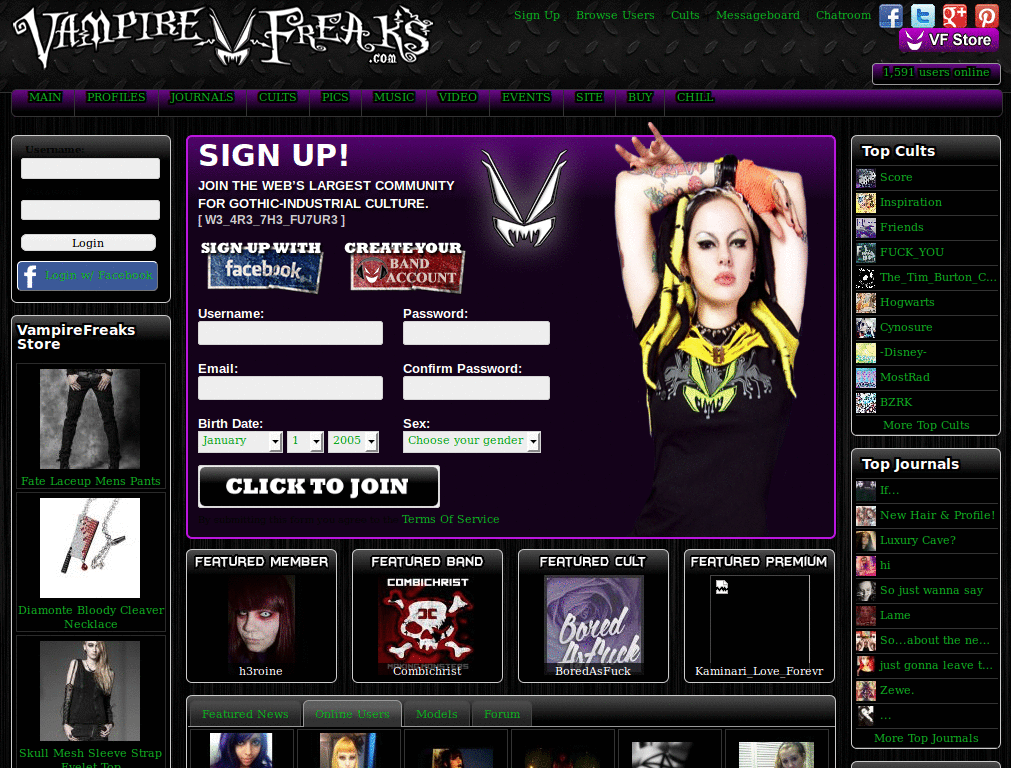 VampireFreaks
.com
Sign Up Browse Users Cults Messageboard Chatroom
VF Store
1,591 users online
MAIN PROFILES JOURNALS CULTS PICS MUSIC VIDEO EVENTS SITE BUY CHILL
Username:
Login
Login w/ Facebook
VampireFreaks
Store
Fate Laceup Mens Pants
Diamonte Bloody Cleaver
Necklace
Skull Mesh Sleeve Strap
Eyelet Top
SIGN UP!
JOIN THE WEB'S LARGEST COMMUNITY
FOR GOTHIC-INDUSTRIAL CULTURE.
[ W3_4R3_7H3_FU7UR3 ]
SIGN UP WITH
facebook
CREATE YOUR
BAND
ACCOUNT
Username: Password:
Email: Confirm Password:
Birth Date: Sex:
January 1 2005 Choose your gender
CLICK TO JOIN
Terms Of Service
FEATURED MEMBER
h3roine
FEATURED BAND
COMBICHRIST
MAKING MONSTERS
Combichrist
FEATURED CULT
Bored
AsFuck
BoredAsFuck
FEATURED PREMIUM
Kaminari_Love_Forevr
Featured News Online Users Models Forum
Top Cults
Score
Inspiration
Friends
FUCK_YOU
The_Tim_Burton_C...
Hogwarts
Cynosure
-Disney-
MostRad
BZRK
More Top Cults
Top Journals
If...
New Hair & Profile!
Luxury Cave?
hi
So just wanna say
Lame
So...about the ne...
just gonna leave t...
Zewe.
...
More Top Journals